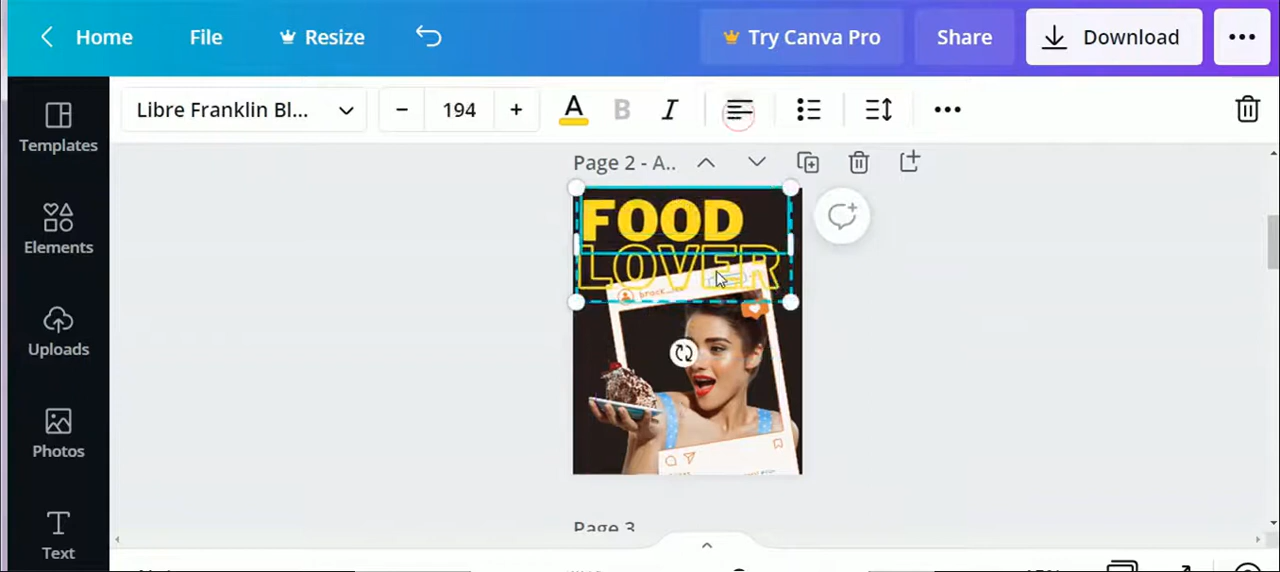 Home File Resize Try Canva Pro Share Download
Libre Franklin Bl... 194 A B I
Templates
Page 2 - A..
Elements
FOOD
LOVER
Uploads
Photos
Page 3
Text